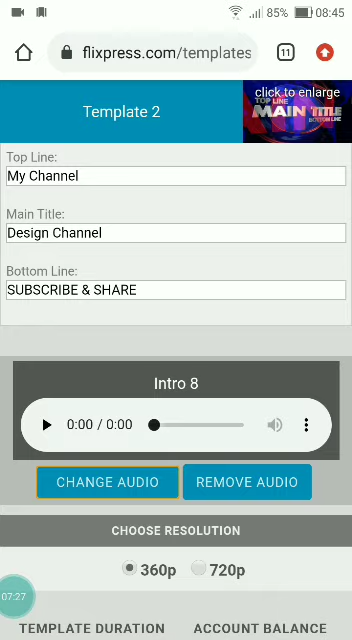 85% 08:45
flixpress.com/templates
11
Template 2
click to enlarge
TOP LINE
MAIN TITLE
BOTTOM LINE
Top Line:
My Channel
Main Title:
Design Channel
Bottom Line:
SUBSCRIBE & SHARE
Intro 8
0:00 / 0:00
CHANGE AUDIO
REMOVE AUDIO
CHOOSE RESOLUTION
360p
720p
07:27
TEMPLATE DURATION
ACCOUNT BALANCE